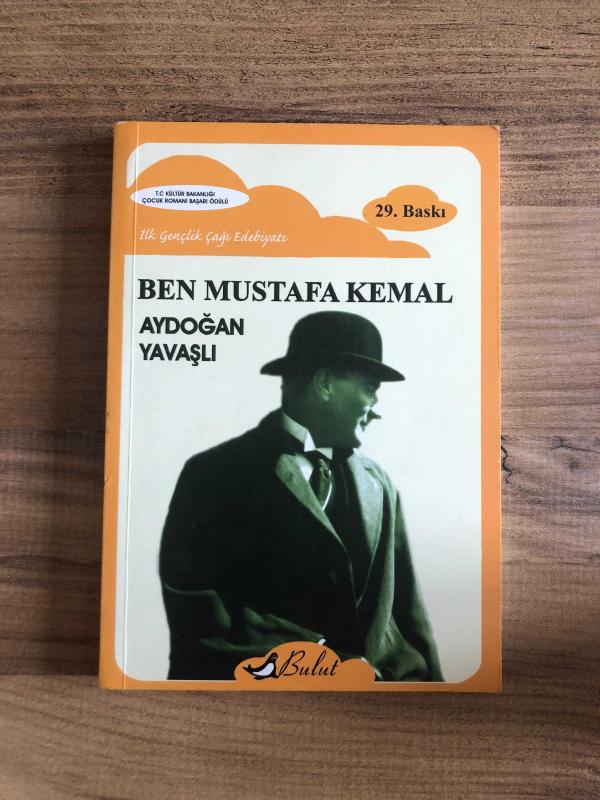 T.C KÜLTÜR BAKANLIĞI
ÇOCUK ROMANI BAŞARI ÖDÜLÜ
29. Baskı
İlk Gençlik Çağı Edebiyatı
BEN MUSTAFA KEMAL
AYDOĞAN
YAVAŞLI
Bulut